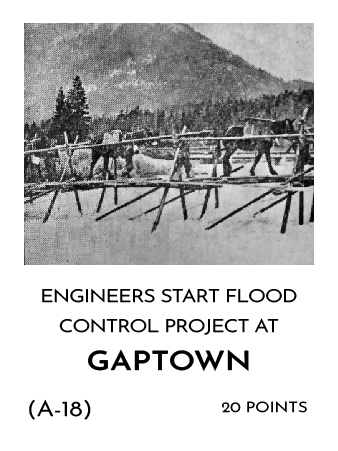 ENGINEERS START FLOOD
CONTROL PROJECT AT
GAPTOWN
(A-18)
20 POINTS